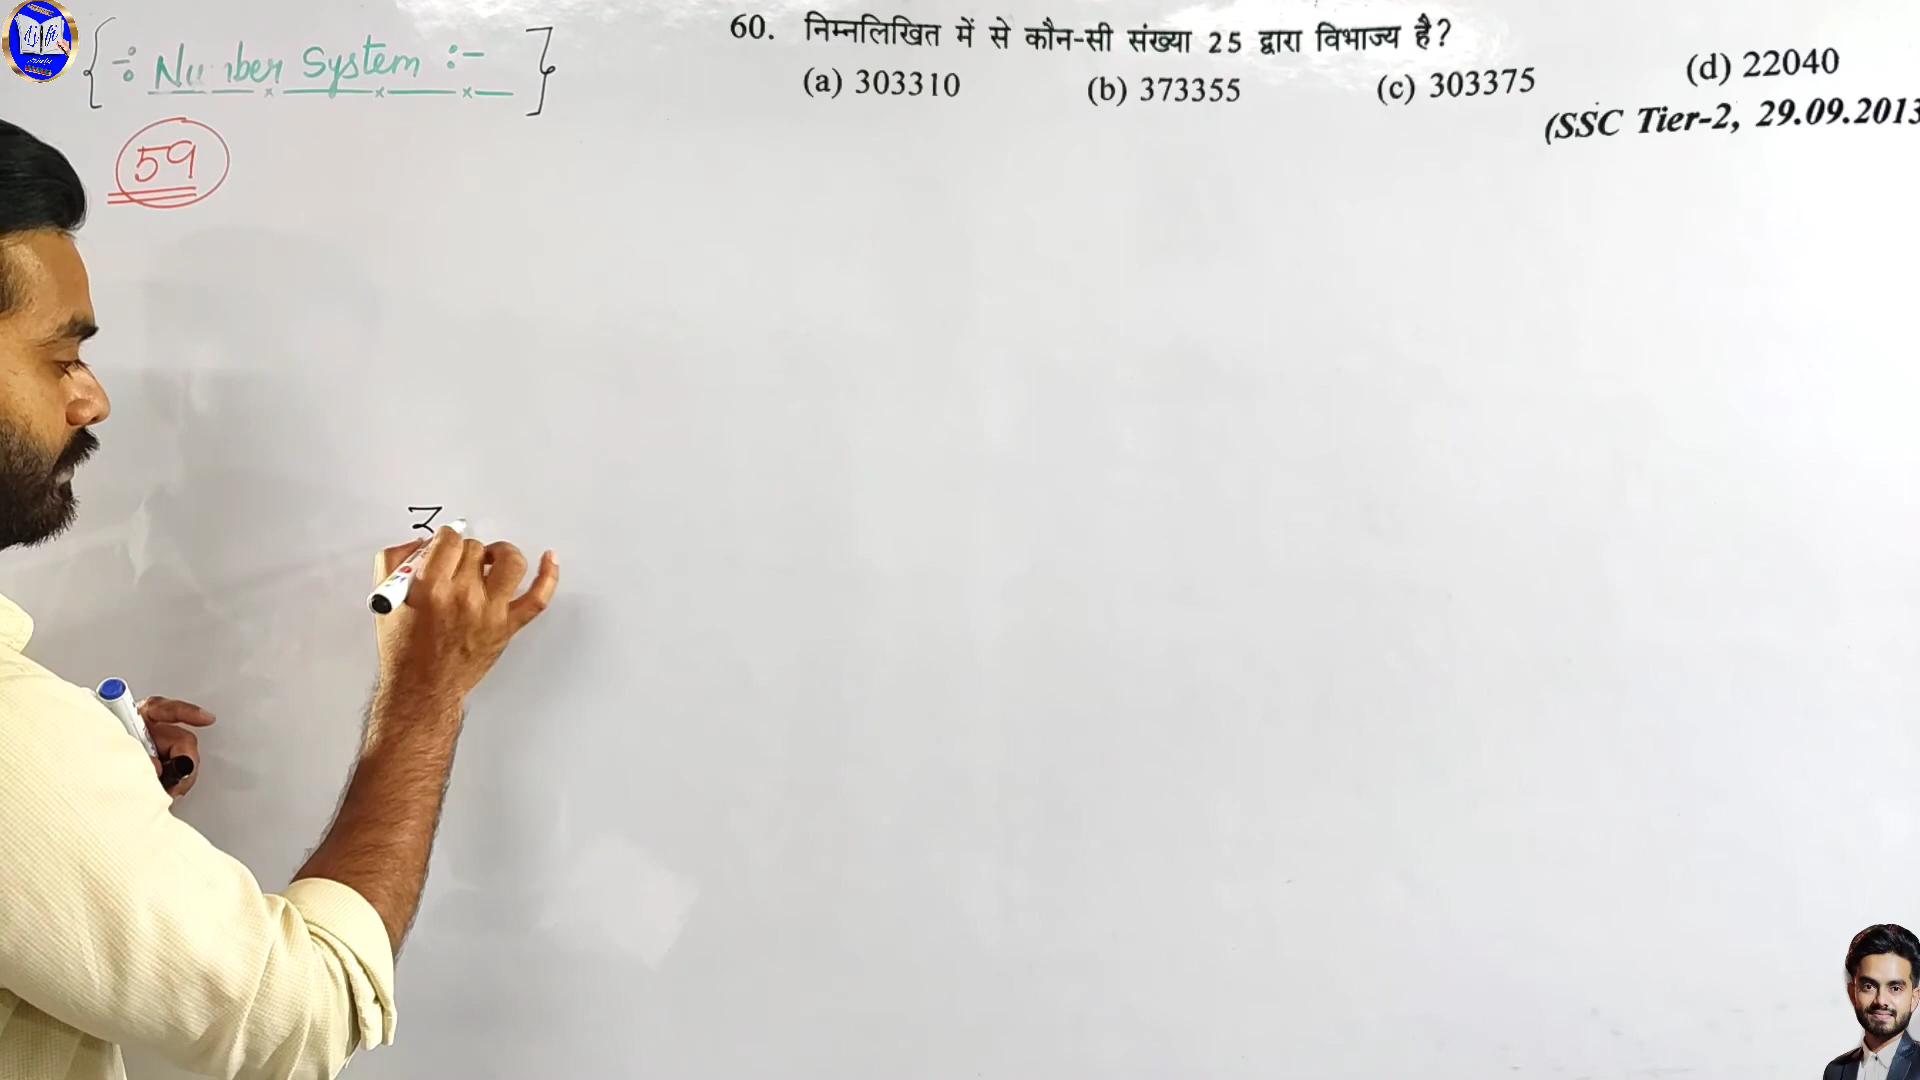 { ÷ Number System :- }
59
60. निम्नलिखित में से कौन-सी संख्या 25 द्वारा विभाज्य है?
(a) 303310 (b) 373355 (c) 303375 (d) 22040
(SSC Tier-2, 29.09.2013